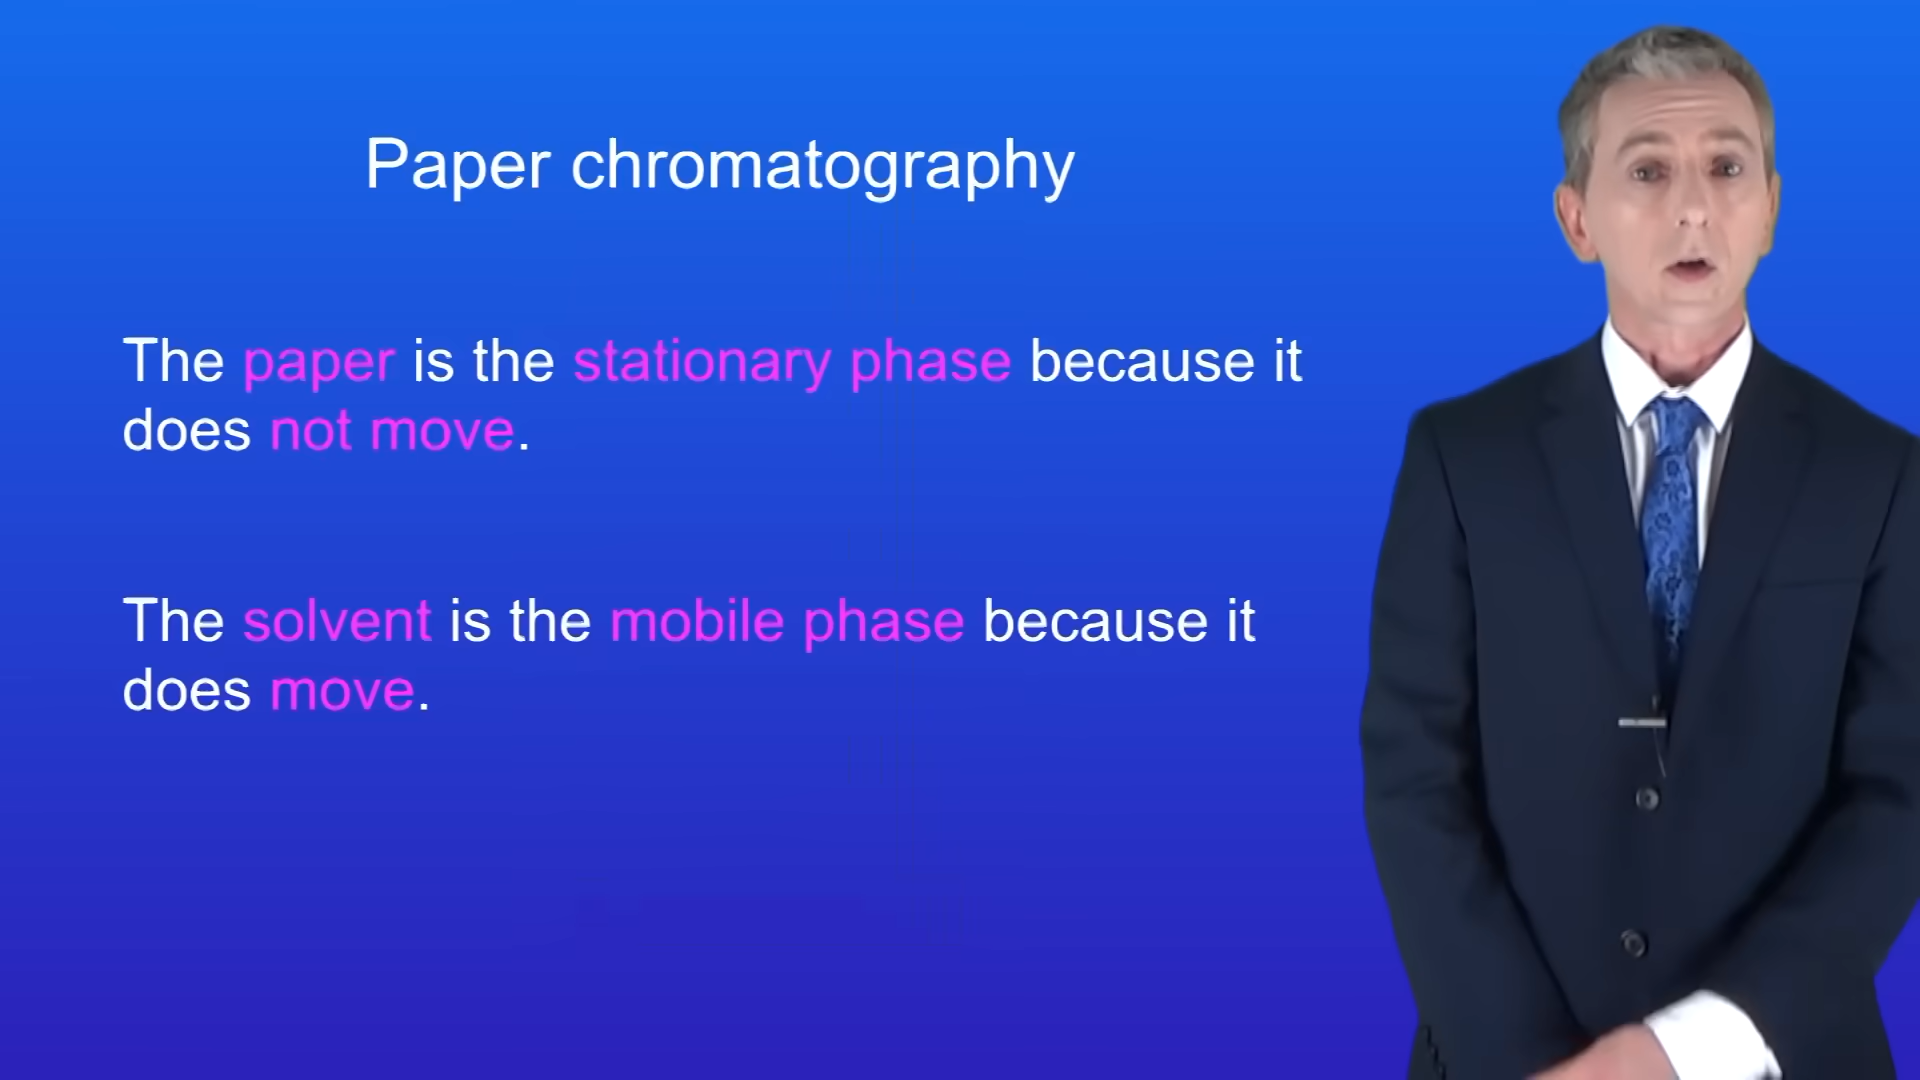 Paper chromatography
The paper is the stationary phase because it
does not move.
The solvent is the mobile phase because it
does move.